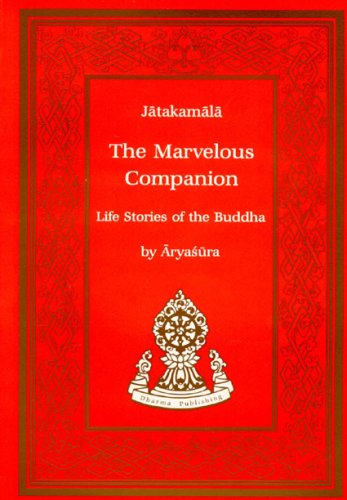 Jātakamālā
The Marvelous
Companion
Life Stories of the Buddha
by Āryaśūra
Dharma Publishing